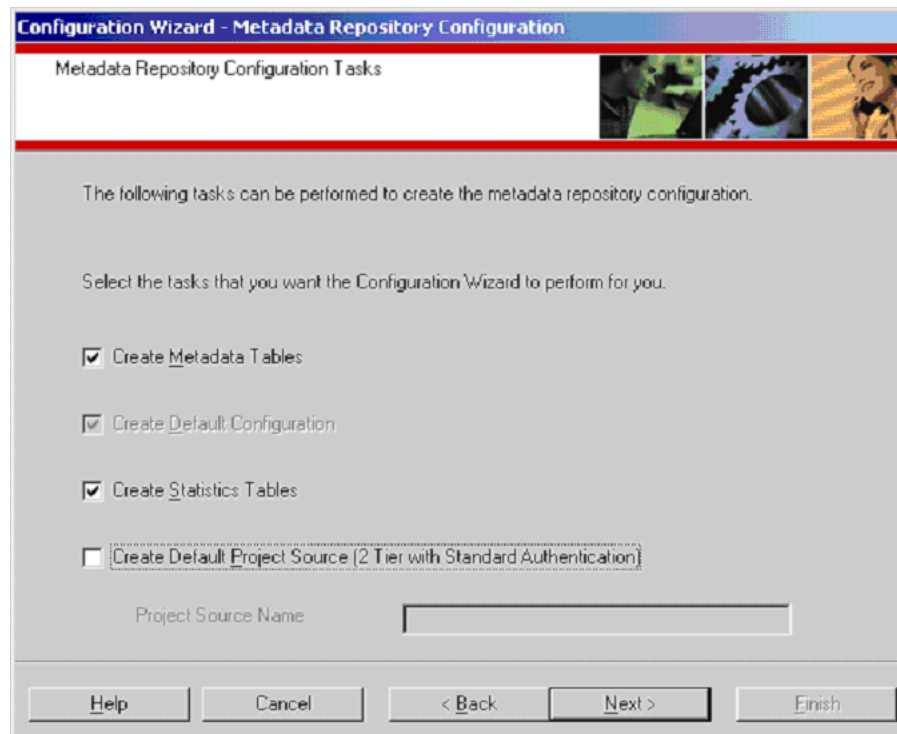 Configuration Wizard - Metadata Repository Configuration
Metadata Repository Configuration Tasks
The following tasks can be performed to create the metadata repository configuration.
Select the tasks that you want the Configuration Wizard to perform for you.
Create Metadata Tables
Create Default Configuration
Create Statistics Tables
Create Default Project Source (2 Tier with Standard Authentication)
Project Source Name
Help
Cancel
< Back
Next >
Finish